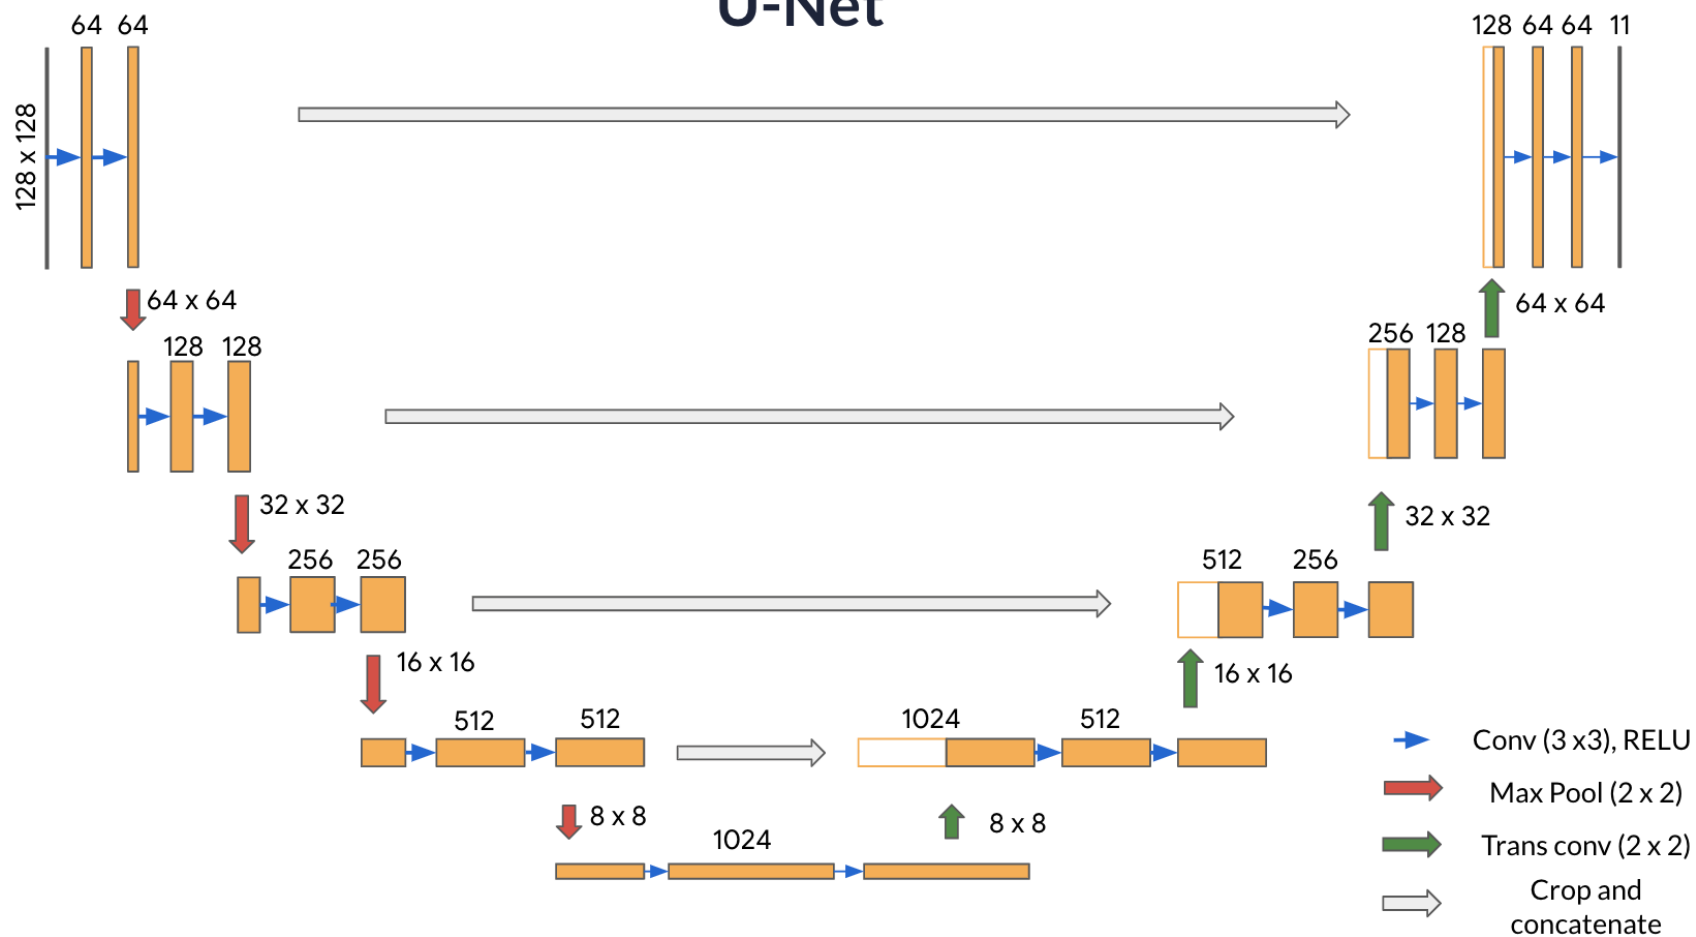 U-Net
64 64
128 64 64 11
128 x 128
64 x 64
64 x 64
128 128
256 128
32 x 32
32 x 32
256 256
512 256
16 x 16
16 x 16
512 512
1024 512
Conv (3 x3), RELU
Max Pool (2 x 2)
8 x 8
8 x 8
1024
Trans conv (2 x 2)
Crop and
concatenate